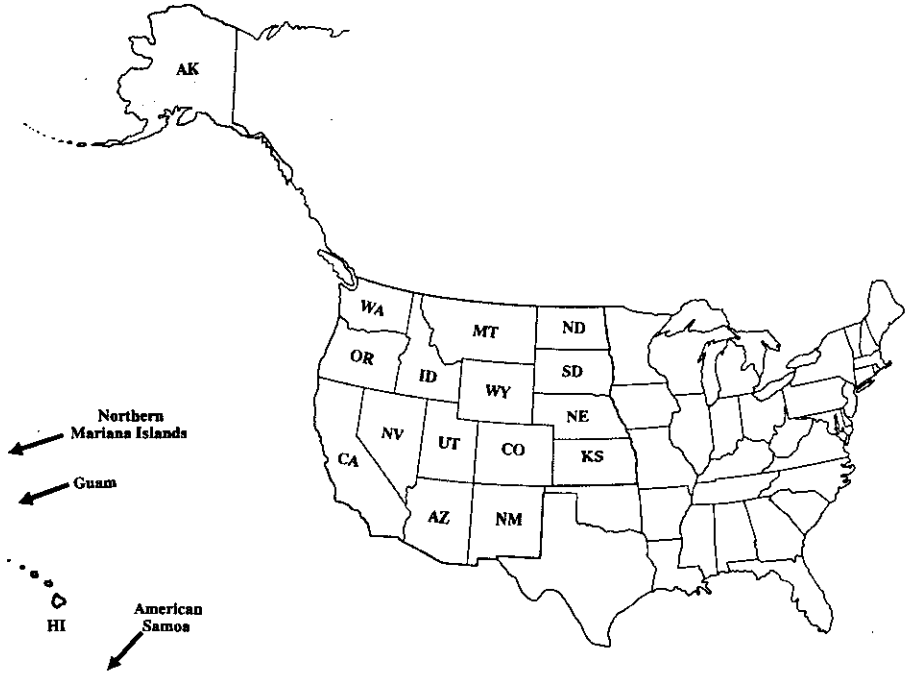 AK
WA
MT
ND
OR
ID
SD
WY
NE
Northern
Mariana Islands
NV
UT
CO
KS
CA
Guam
AZ
NM
HI
American
Samoa